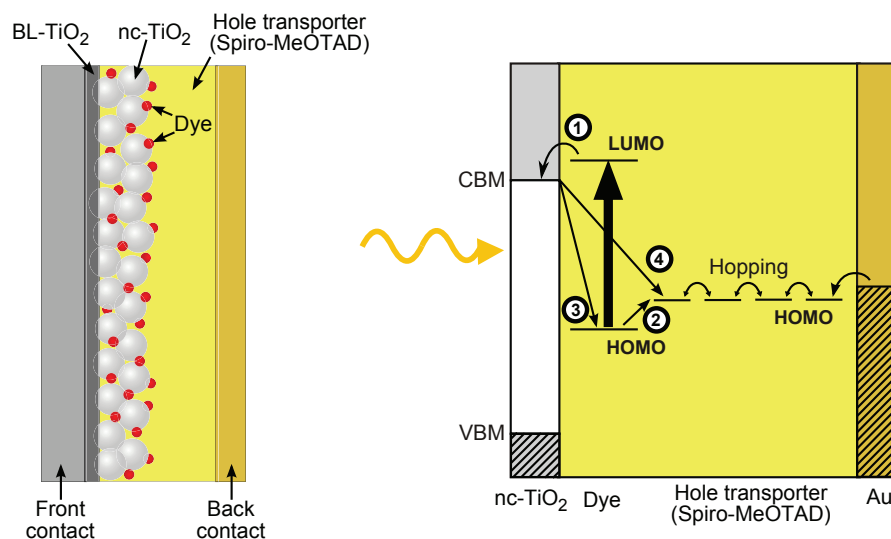 BL-TiO2
nc-TiO2
Hole transporter
(Spiro-MeOTAD)
Dye
Front
contact
Back
contact
1
LUMO
CBM
4
Hopping
3
2
HOMO
HOMO
VBM
nc-TiO2
Dye
Hole transporter
(Spiro-MeOTAD)
Au